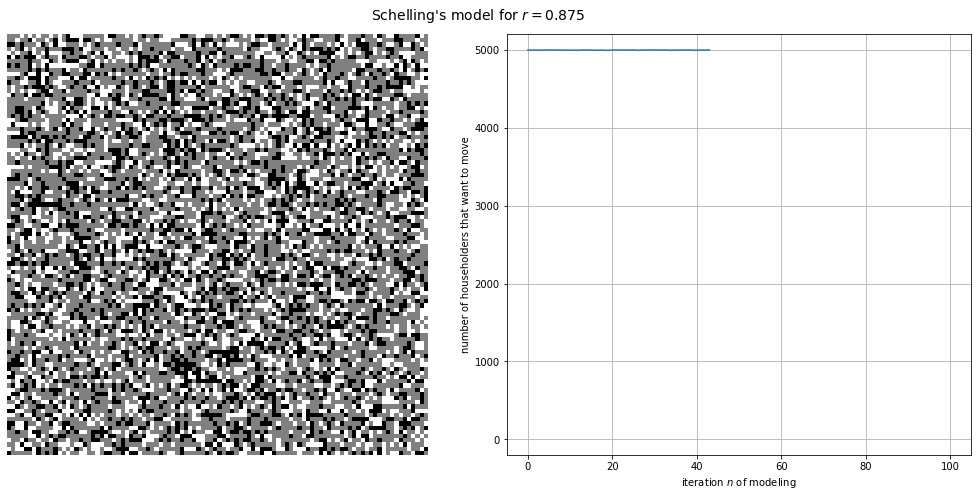 Schelling's model for r = 0.875
number of householders that want to move
5000
4000
3000
2000
1000
0
0 20 40 60 80 100
iteration n of modeling